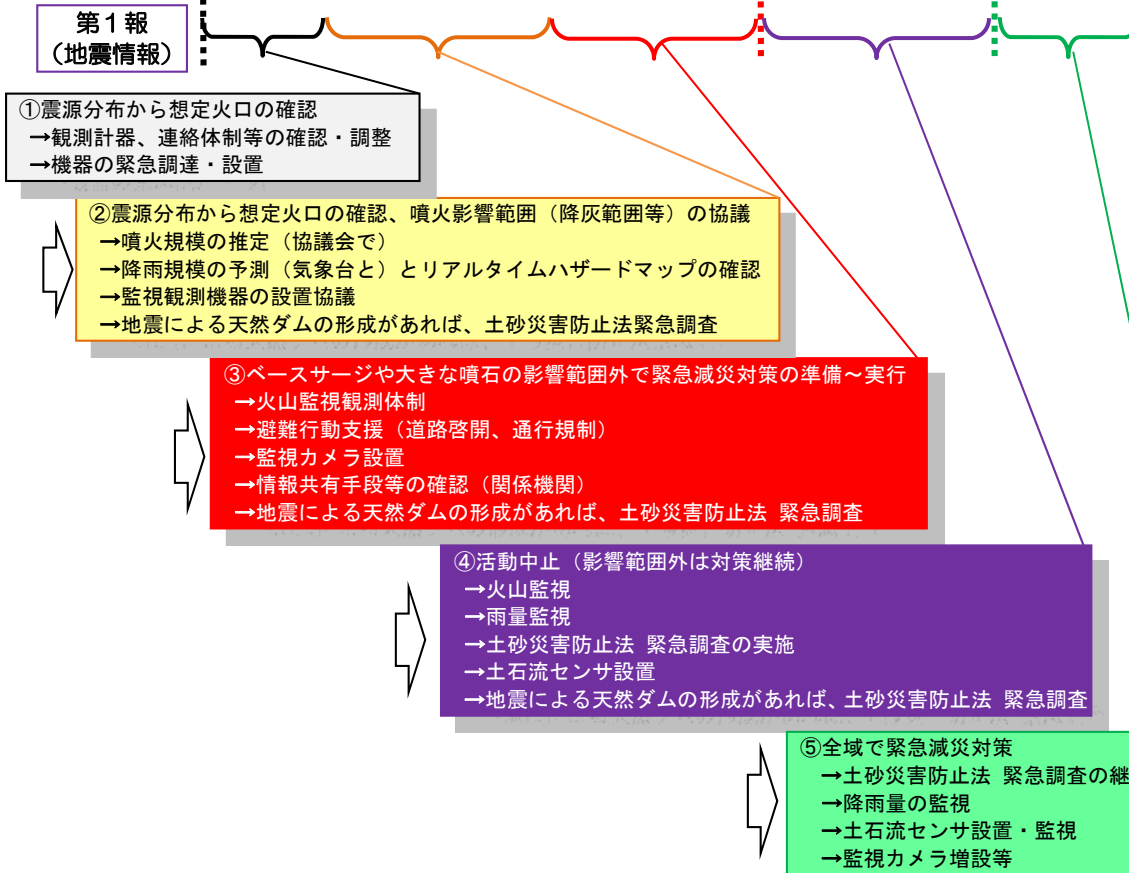 第１報
（地震情報）
①震源分布から想定火口の確認
→観測計器、連絡体制等の確認・調整
→機器の緊急調達・設置
②震源分布から想定火口の確認、噴火影響範囲（降灰範囲等）の協議
→噴火規模の推定（協議会で）
→降雨規模の予測（気象台と）とリアルタイムハザードマップの確認
→監視観測機器の設置協議
→地震による天然ダムの形成があれば、土砂災害防止法緊急調査
③ベースサージや大きな噴石の影響範囲外で緊急減災対策の準備～実行
→火山監視観測体制
→避難行動支援（道路啓開、通行規制）
→監視カメラ設置
→情報共有手段等の確認（関係機関）
→地震による天然ダムの形成があれば、土砂災害防止法 緊急調査
④活動中止（影響範囲外は対策継続）
→火山監視
→雨量監視
→土砂災害防止法 緊急調査の実施
→土石流センサ設置
→地震による天然ダムの形成があれば、土砂災害防止法 緊急調査
⑤全域で緊急減災対策
→土砂災害防止法 緊急調査の継
→降雨量の監視
→土石流センサ設置・監視
→監視カメラ増設等